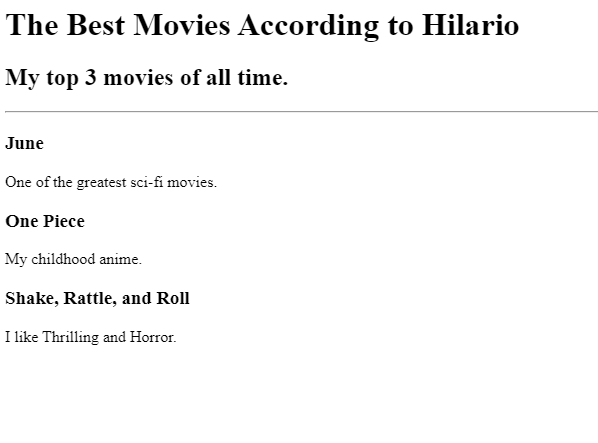 The Best Movies According to Hilario
My top 3 movies of all time.
June
One of the greatest sci-fi movies.
One Piece
My childhood anime.
Shake, Rattle, and Roll
I like Thrilling and Horror.